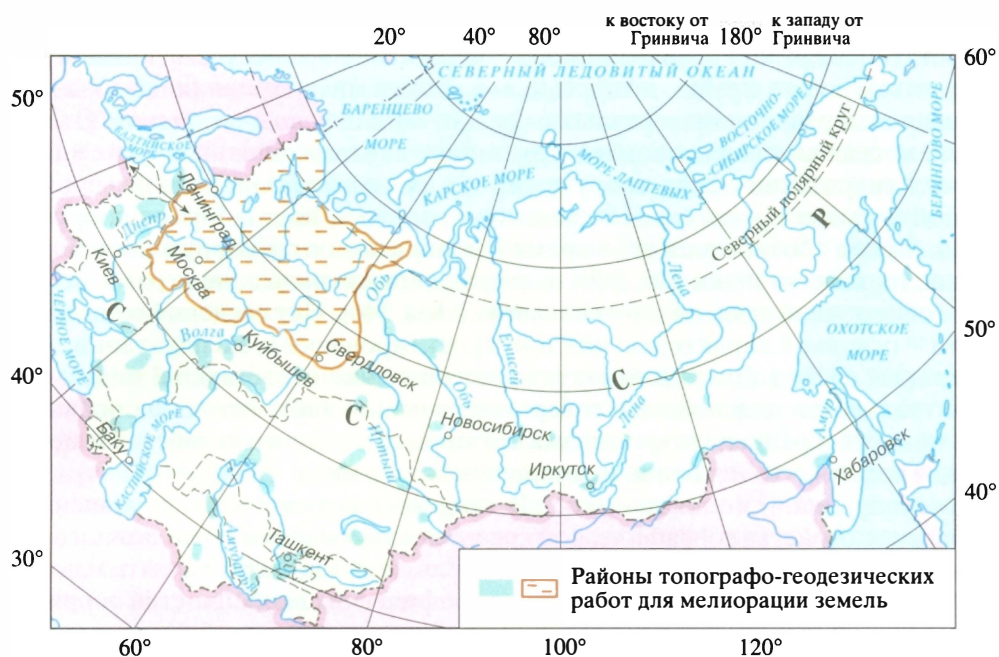 к востоку от
Гринвича
к западу от
Гринвича
20°
40°
80°
180°
60°
50°
СЕВЕРНЫЙ ЛЕДОВИТЫЙ ОКЕАН
БАРЕНЦЕВО
МОРЕ
КАРСКОЕ МОРЕ
МОРЕ ЛАПТЕВЫХ
ВОСТОЧНО-
СИБИРСКОЕ МОРЕ
БЕРИНГОВО МОРЕ
Северный полярный круг
БАЛТИЙСКОЕ
МОРЕ
Ленинград
Днепр
Москва
Киев
С
С
С
Р
Обь
Лена
ОХОТСКОЕ
МОРЕ
50°
ЧЕРНОЕ МОРЕ
Волга
Куйбышев
Свердловск
Енисей
40°
Обь
Лена
Амур
Новосибирск
Иртыш
Иркутск
Хабаровск
Баку
КАСПИЙСКОЕ МОРЕ
40°
Ташкент
Амударья
30°
Районы топографо-геодезических
работ для мелиорации земель
60°
80°
100°
120°